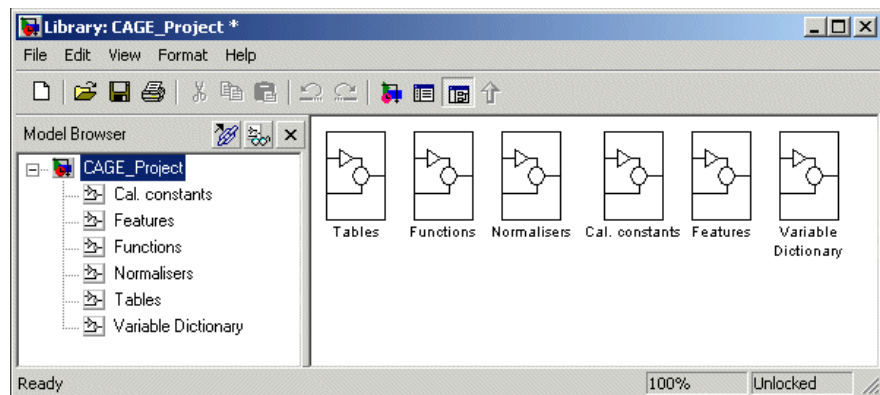 Library: CAGE_Project *
File Edit View Format Help
Model Browser
CAGE_Project
Cal. constants
Features
Functions
Normalisers
Tables
Variable Dictionary
Tables Functions Normalisers Cal. constants Features Variable
Dictionary
Ready 100% Unlocked